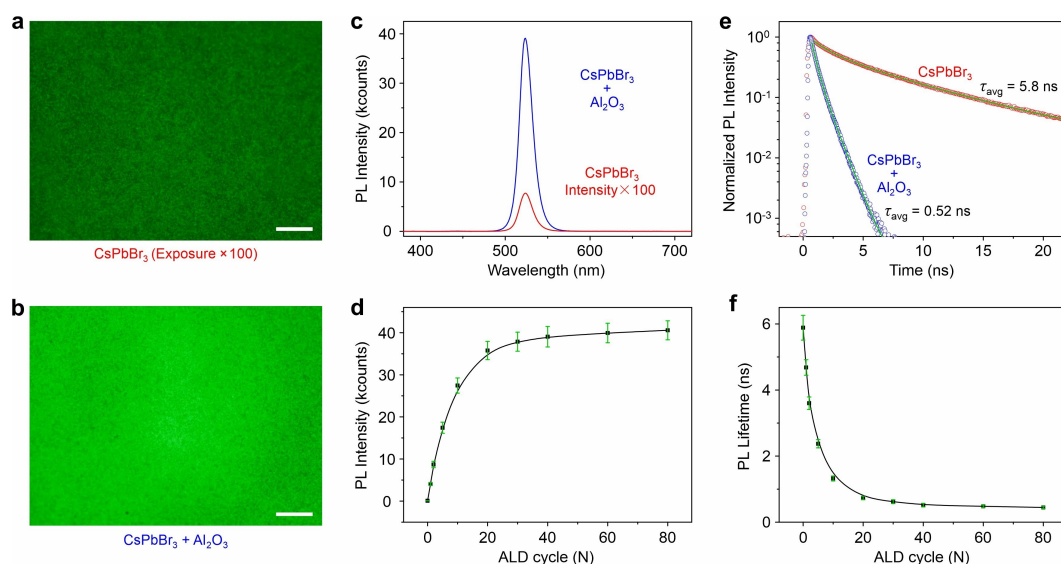 a
CsPbBr₃ (Exposure ×100)
b
CsPbBr₃ + Al₂O₃
c
PL Intensity (kcounts)
40
30
20
10
0
CsPbBr₃
+
Al₂O₃
CsPbBr₃
Intensity×100
400
500
600
700
Wavelength (nm)
d
PL Intensity (kcounts)
40
30
20
10
0
0
20
40
60
80
ALD cycle (N)
e
Normalized PL Intensity
10⁰
10⁻¹
10⁻²
10⁻³
CsPbBr₃
τavg = 5.8 ns
CsPbBr₃
+
Al₂O₃
τavg = 0.52 ns
0
5
10
15
20
Time (ns)
f
PL Lifetime (ns)
6
4
2
0
0
20
40
60
80
ALD cycle (N)